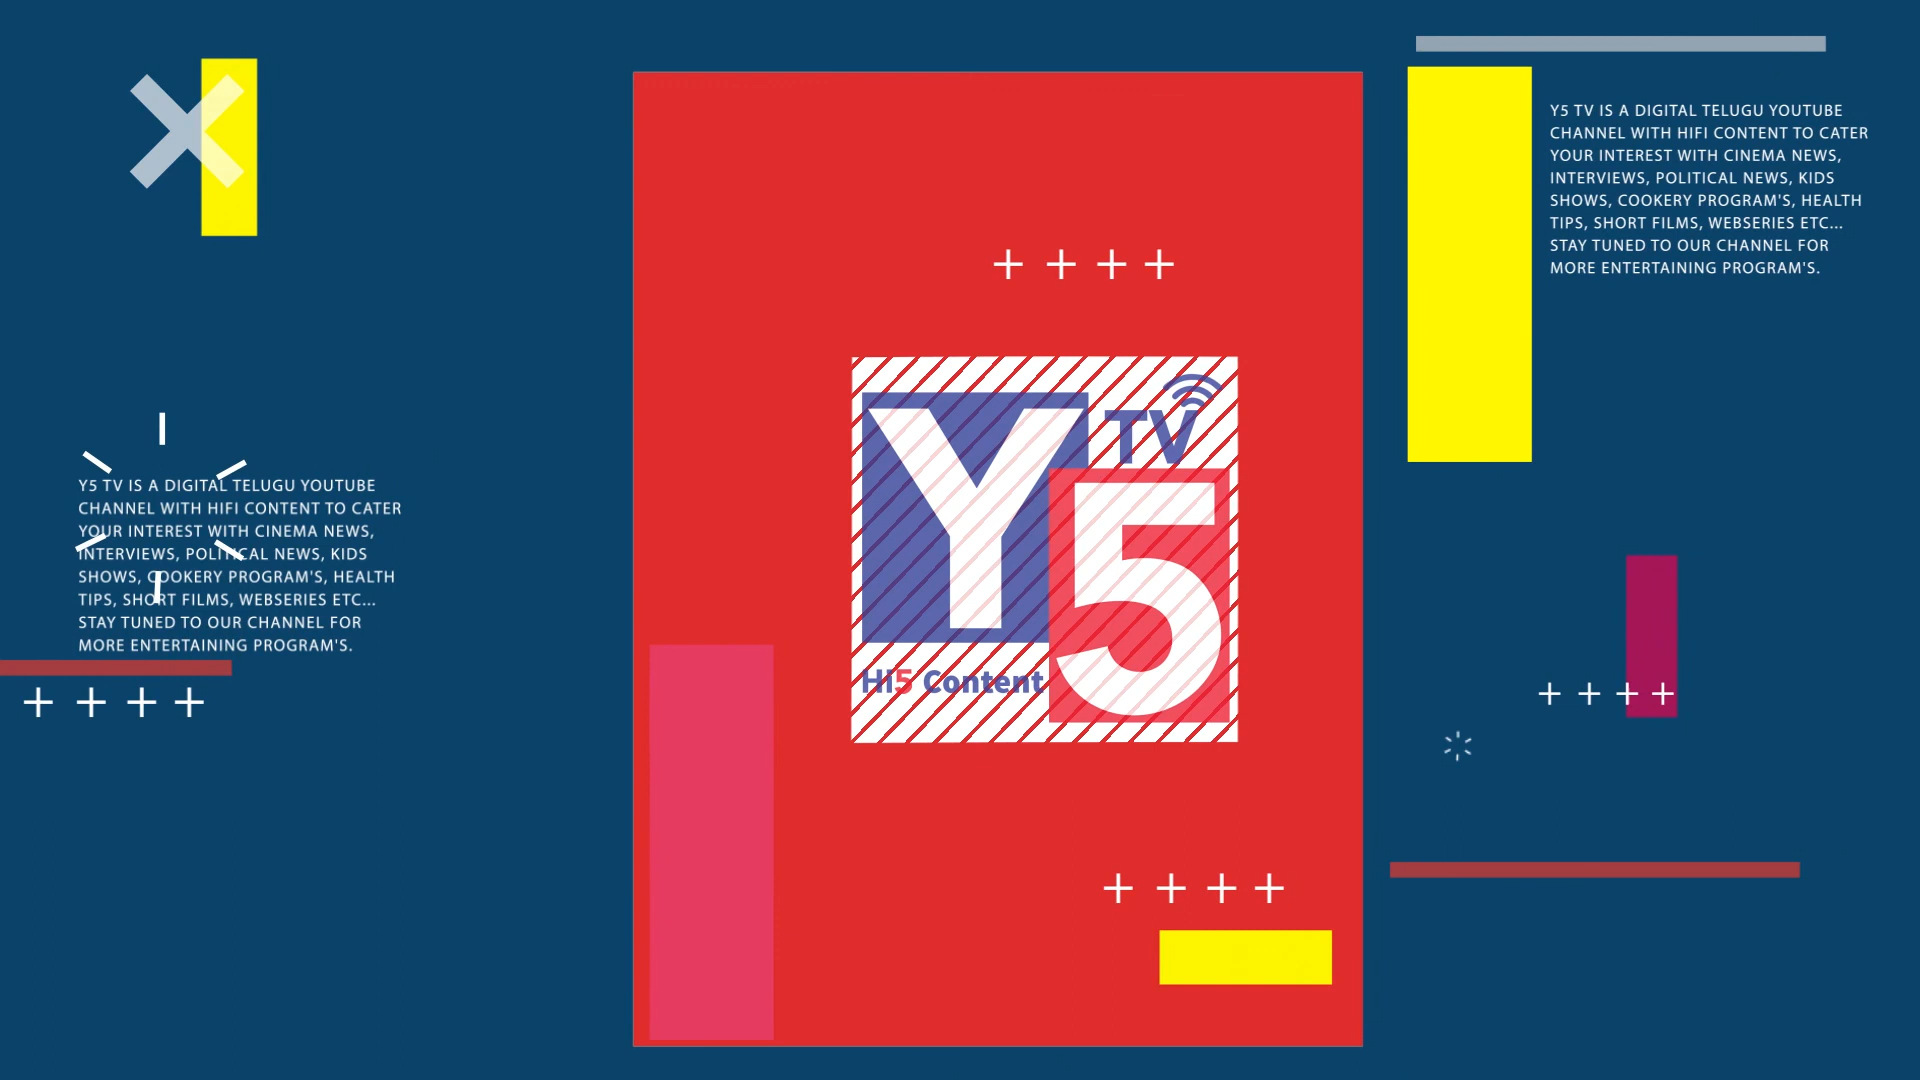 Y5 TV IS A DIGITAL TELUGU YOUTUBE
CHANNEL WITH HIFI CONTENT TO CATER
YOUR INTEREST WITH CINEMA NEWS,
INTERVIEWS, POLITICAL NEWS, KIDS
SHOWS, COOKERY PROGRAM'S, HEALTH
TIPS, SHORT FILMS, WEBSERIES ETC...
STAY TUNED TO OUR CHANNEL FOR
MORE ENTERTAINING PROGRAM'S.
Y5 TV
Hi5 Content
Y5 TV IS A DIGITAL TELUGU YOUTUBE
CHANNEL WITH HIFI CONTENT TO CATER
YOUR INTEREST WITH CINEMA NEWS,
INTERVIEWS, POLITICAL NEWS, KIDS
SHOWS, COOKERY PROGRAM'S, HEALTH
TIPS, SHORT FILMS, WEBSERIES ETC...
STAY TUNED TO OUR CHANNEL FOR
MORE ENTERTAINING PROGRAM'S.